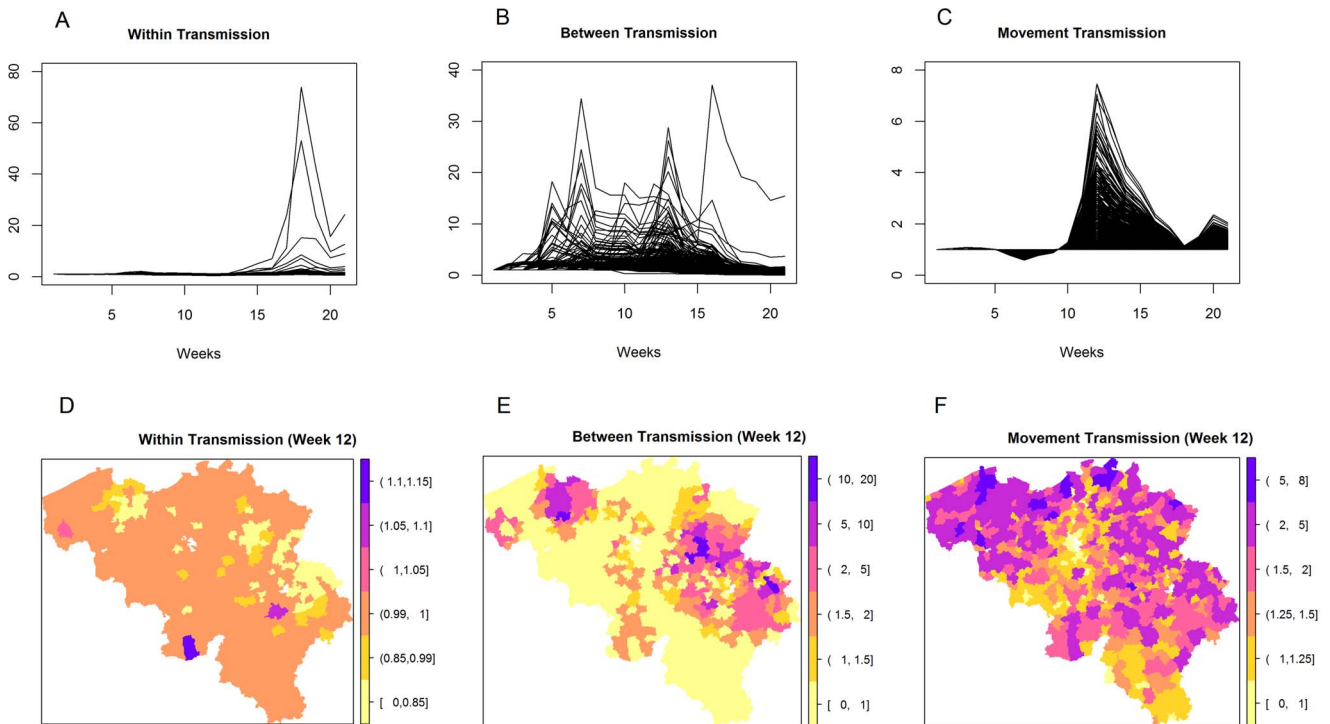 A
Within Transmission
80
60
40
20
0
5 10 15 20
Weeks
B
Between Transmission
40
30
20
10
0
5 10 15 20
Weeks
C
Movement Transmission
8
6
4
2
0
5 10 15 20
Weeks
D
Within Transmission (Week 12)
( 1.1,1.15]
(1.05, 1.1]
( 1,1.05]
(0.99, 1]
(0.85,0.99]
[ 0,0.85]
E
Between Transmission (Week 12)
( 10, 20]
( 5, 10]
( 2, 5]
(1.5, 2]
( 1,1.5]
[ 0, 1]
F
Movement Transmission (Week 12)
( 5, 8]
( 2, 5]
( 1.5, 2]
(1.25, 1.5]
( 1,1.25]
[ 0, 1]